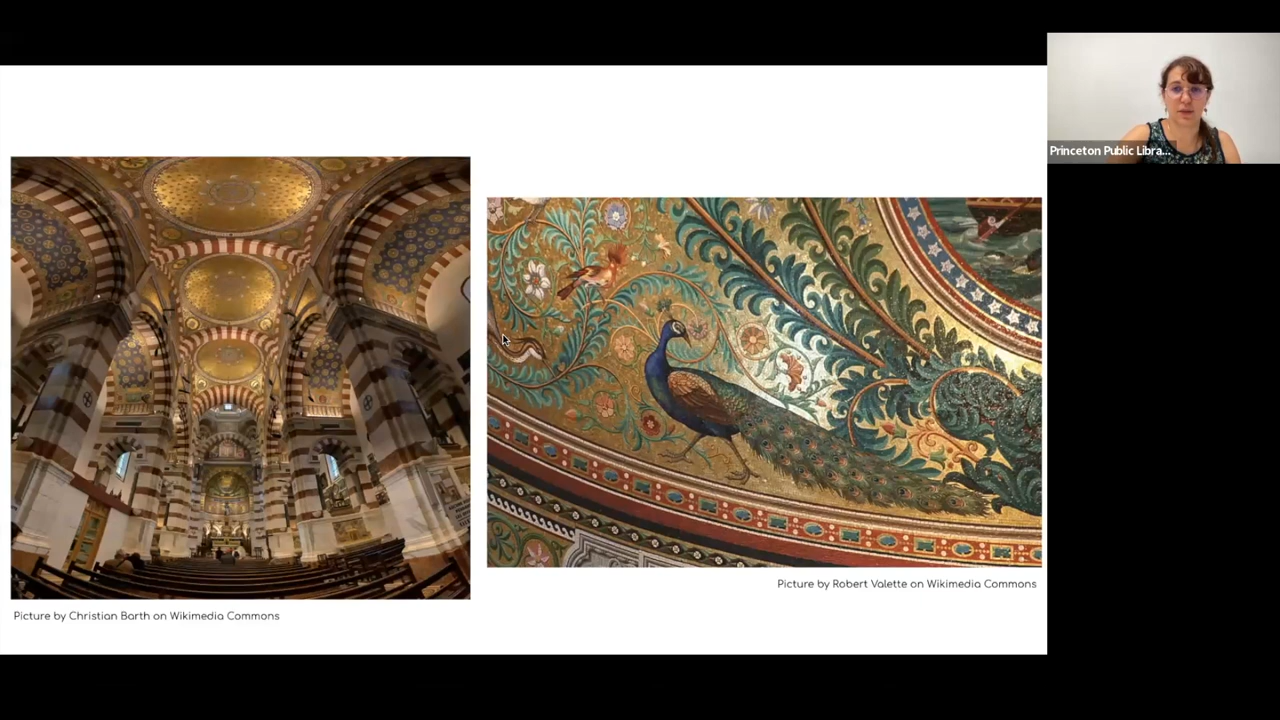 Princeton Public Libra...
Picture by Robert Valette on Wikimedia Commons
Picture by Christian Barth on Wikimedia Commons